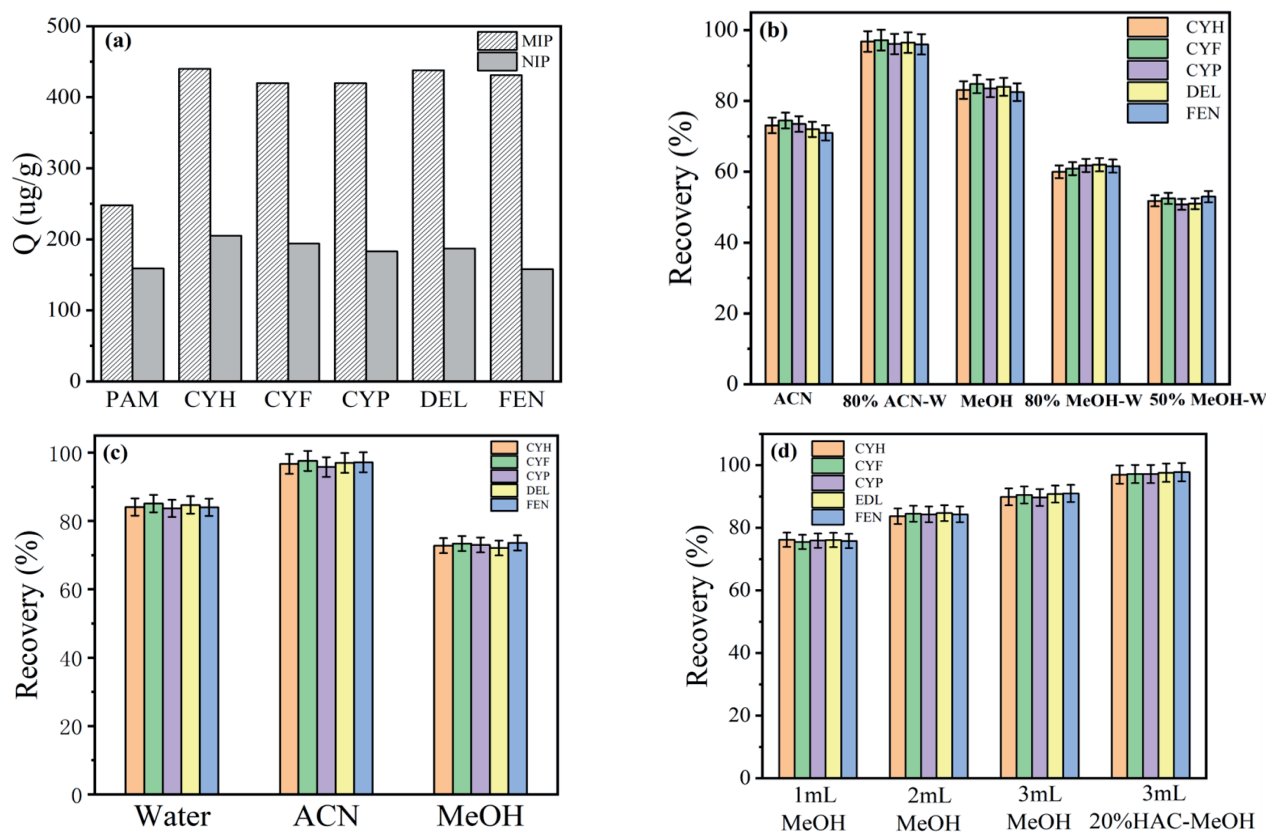 (a)
MIP
NIP
500
400
300
200
100
0
Q (ug/g)
PAM CYH CYF CYP DEL FEN
(b)
CYH
CYF
CYP
DEL
FEN
100
80
60
40
20
0
Recovery (%)
ACN 80% ACN-W MeOH 80% MeOH-W 50% MeOH-W
(c)
CYH
CYF
CYP
DEL
FEN
100
80
60
40
20
0
Recovery (%)
Water ACN MeOH
(d)
CYH
CYF
CYP
EDL
FEN
100
80
60
40
20
0
Recovery (%)
1mL 2mL 3mL 3mL
MeOH MeOH MeOH 20%HAC-MeOH